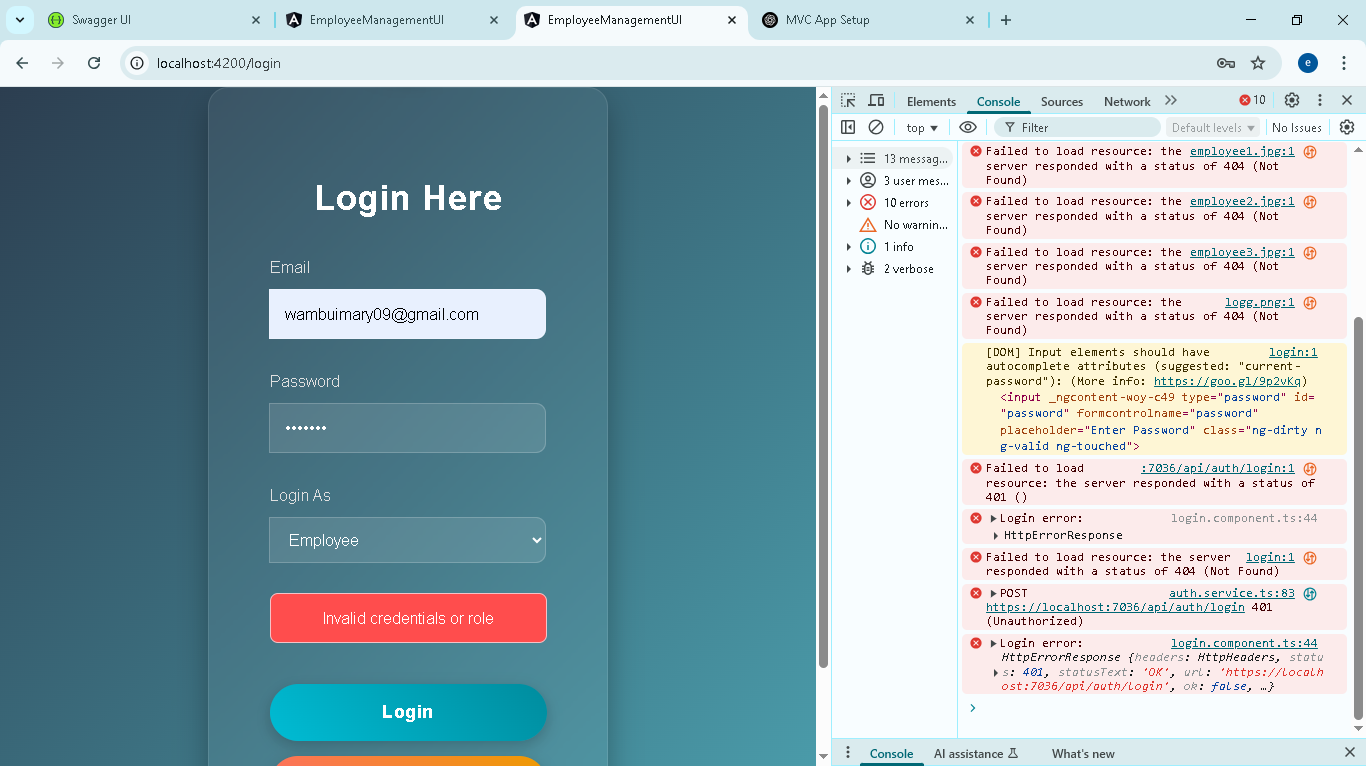 Swagger UI
EmployeeManagementUI
EmployeeManagementUI
MVC App Setup
localhost:4200/login
e
Login Here
Email
wambuimary09@gmail.com
Password
•••••••
Login As
Employee
Invalid credentials or role
Login
Elements
Console
Sources
Network
10
top
Filter
Default levels
No Issues
13 messag...
3 user mes...
10 errors
No warnin...
1 info
2 verbose
Failed to load resource: the employee1.jpg:1
server responded with a status of 404 (Not
Found)
Failed to load resource: the employee2.jpg:1
server responded with a status of 404 (Not
Found)
Failed to load resource: the employee3.jpg:1
server responded with a status of 404 (Not
Found)
Failed to load resource: the logg.png:1
server responded with a status of 404 (Not
Found)
[DOM] Input elements should have login:1
autocomplete attributes (suggested: "current-
password"): (More info: https://goo.gl/9p2vKq)
<input _ngcontent-woy-c49 type="password" id=
"password" formcontrolname="password"
placeholder="Enter Password" class="ng-dirty n
g-valid ng-touched">
Failed to load :7036/api/auth/login:1
resource: the server responded with a status of
401 ()
Login error: login.component.ts:44
HttpErrorResponse
Failed to load resource: the server login:1
responded with a status of 404 (Not Found)
POST auth.service.ts:83
https://localhost:7036/api/auth/login 401
(Unauthorized)
Login error: login.component.ts:44
HttpErrorResponse {headers: HttpHeaders, statu
s: 401, statusText: 'OK', url: 'https://localh
ost:7036/api/auth/login', ok: false, …}
Console
AI assistance
What's new